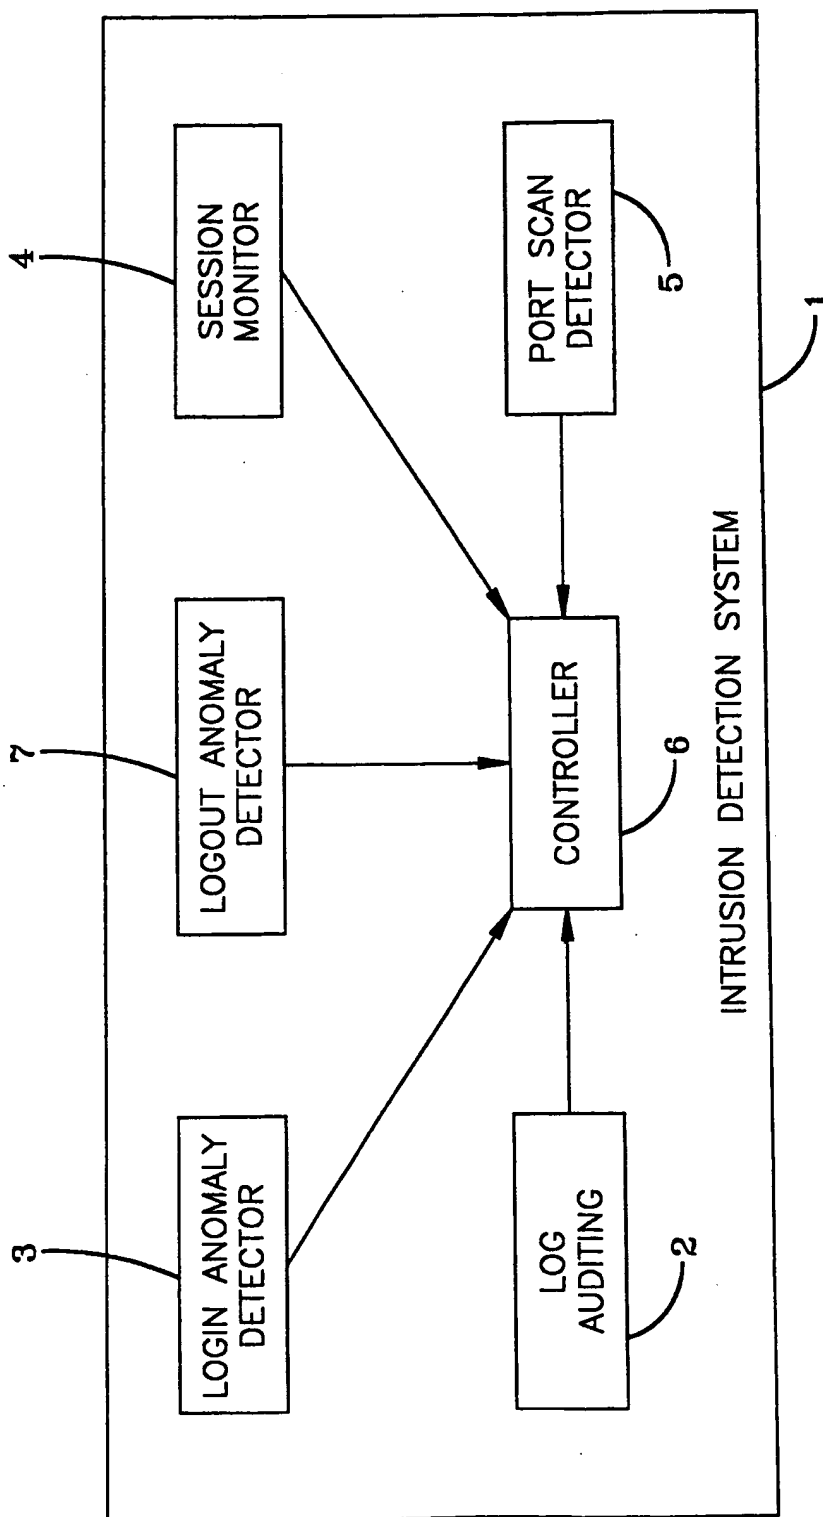 3
7
4
LOGIN ANOMALY
DETECTOR
LOGOUT ANOMALY
DETECTOR
SESSION
MONITOR
LOG
AUDITING
2
CONTROLLER
6
PORT SCAN
DETECTOR
5
INTRUSION DETECTION SYSTEM
1